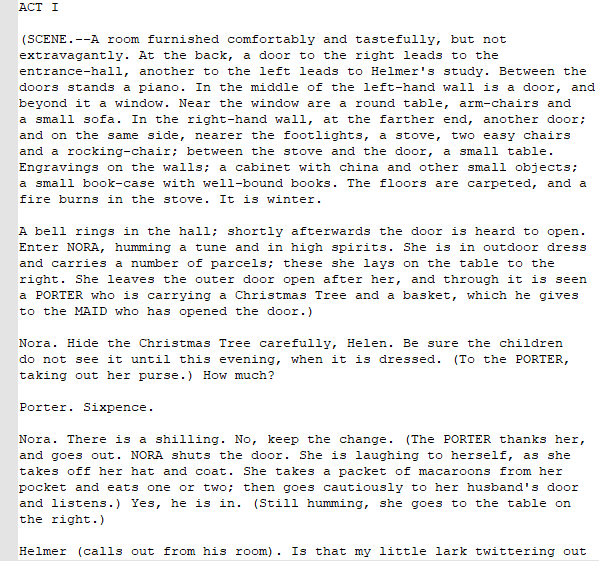 ACT I
(SCENE.--A room furnished comfortably and tastefully, but not
extravagantly. At the back, a door to the right leads to the
entrance-hall, another to the left leads to Helmer's study. Between the
doors stands a piano. In the middle of the left-hand wall is a door, and
beyond it a window. Near the window are a round table, arm-chairs and
a small sofa. In the right-hand wall, at the farther end, another door;
and on the same side, nearer the footlights, a stove, two easy chairs
and a rocking-chair; between the stove and the door, a small table.
Engravings on the walls; a cabinet with china and other small objects;
a small book-case with well-bound books. The floors are carpeted, and a
fire burns in the stove. It is winter.
A bell rings in the hall; shortly afterwards the door is heard to open.
Enter NORA, humming a tune and in high spirits. She is in outdoor dress
and carries a number of parcels; these she lays on the table to the
right. She leaves the outer door open after her, and through it is seen
a PORTER who is carrying a Christmas Tree and a basket, which he gives
to the MAID who has opened the door.)
Nora. Hide the Christmas Tree carefully, Helen. Be sure the children
do not see it until this evening, when it is dressed. (To the PORTER,
taking out her purse.) How much?
Porter. Sixpence.
Nora. There is a shilling. No, keep the change. (The PORTER thanks her,
and goes out. NORA shuts the door. She is laughing to herself, as she
takes off her hat and coat. She takes a packet of macaroons from her
pocket and eats one or two; then goes cautiously to her husband's door
and listens.) Yes, he is in. (Still humming, she goes to the table on
the right.)
Helmer (calls out from his room). Is that my little lark twittering out